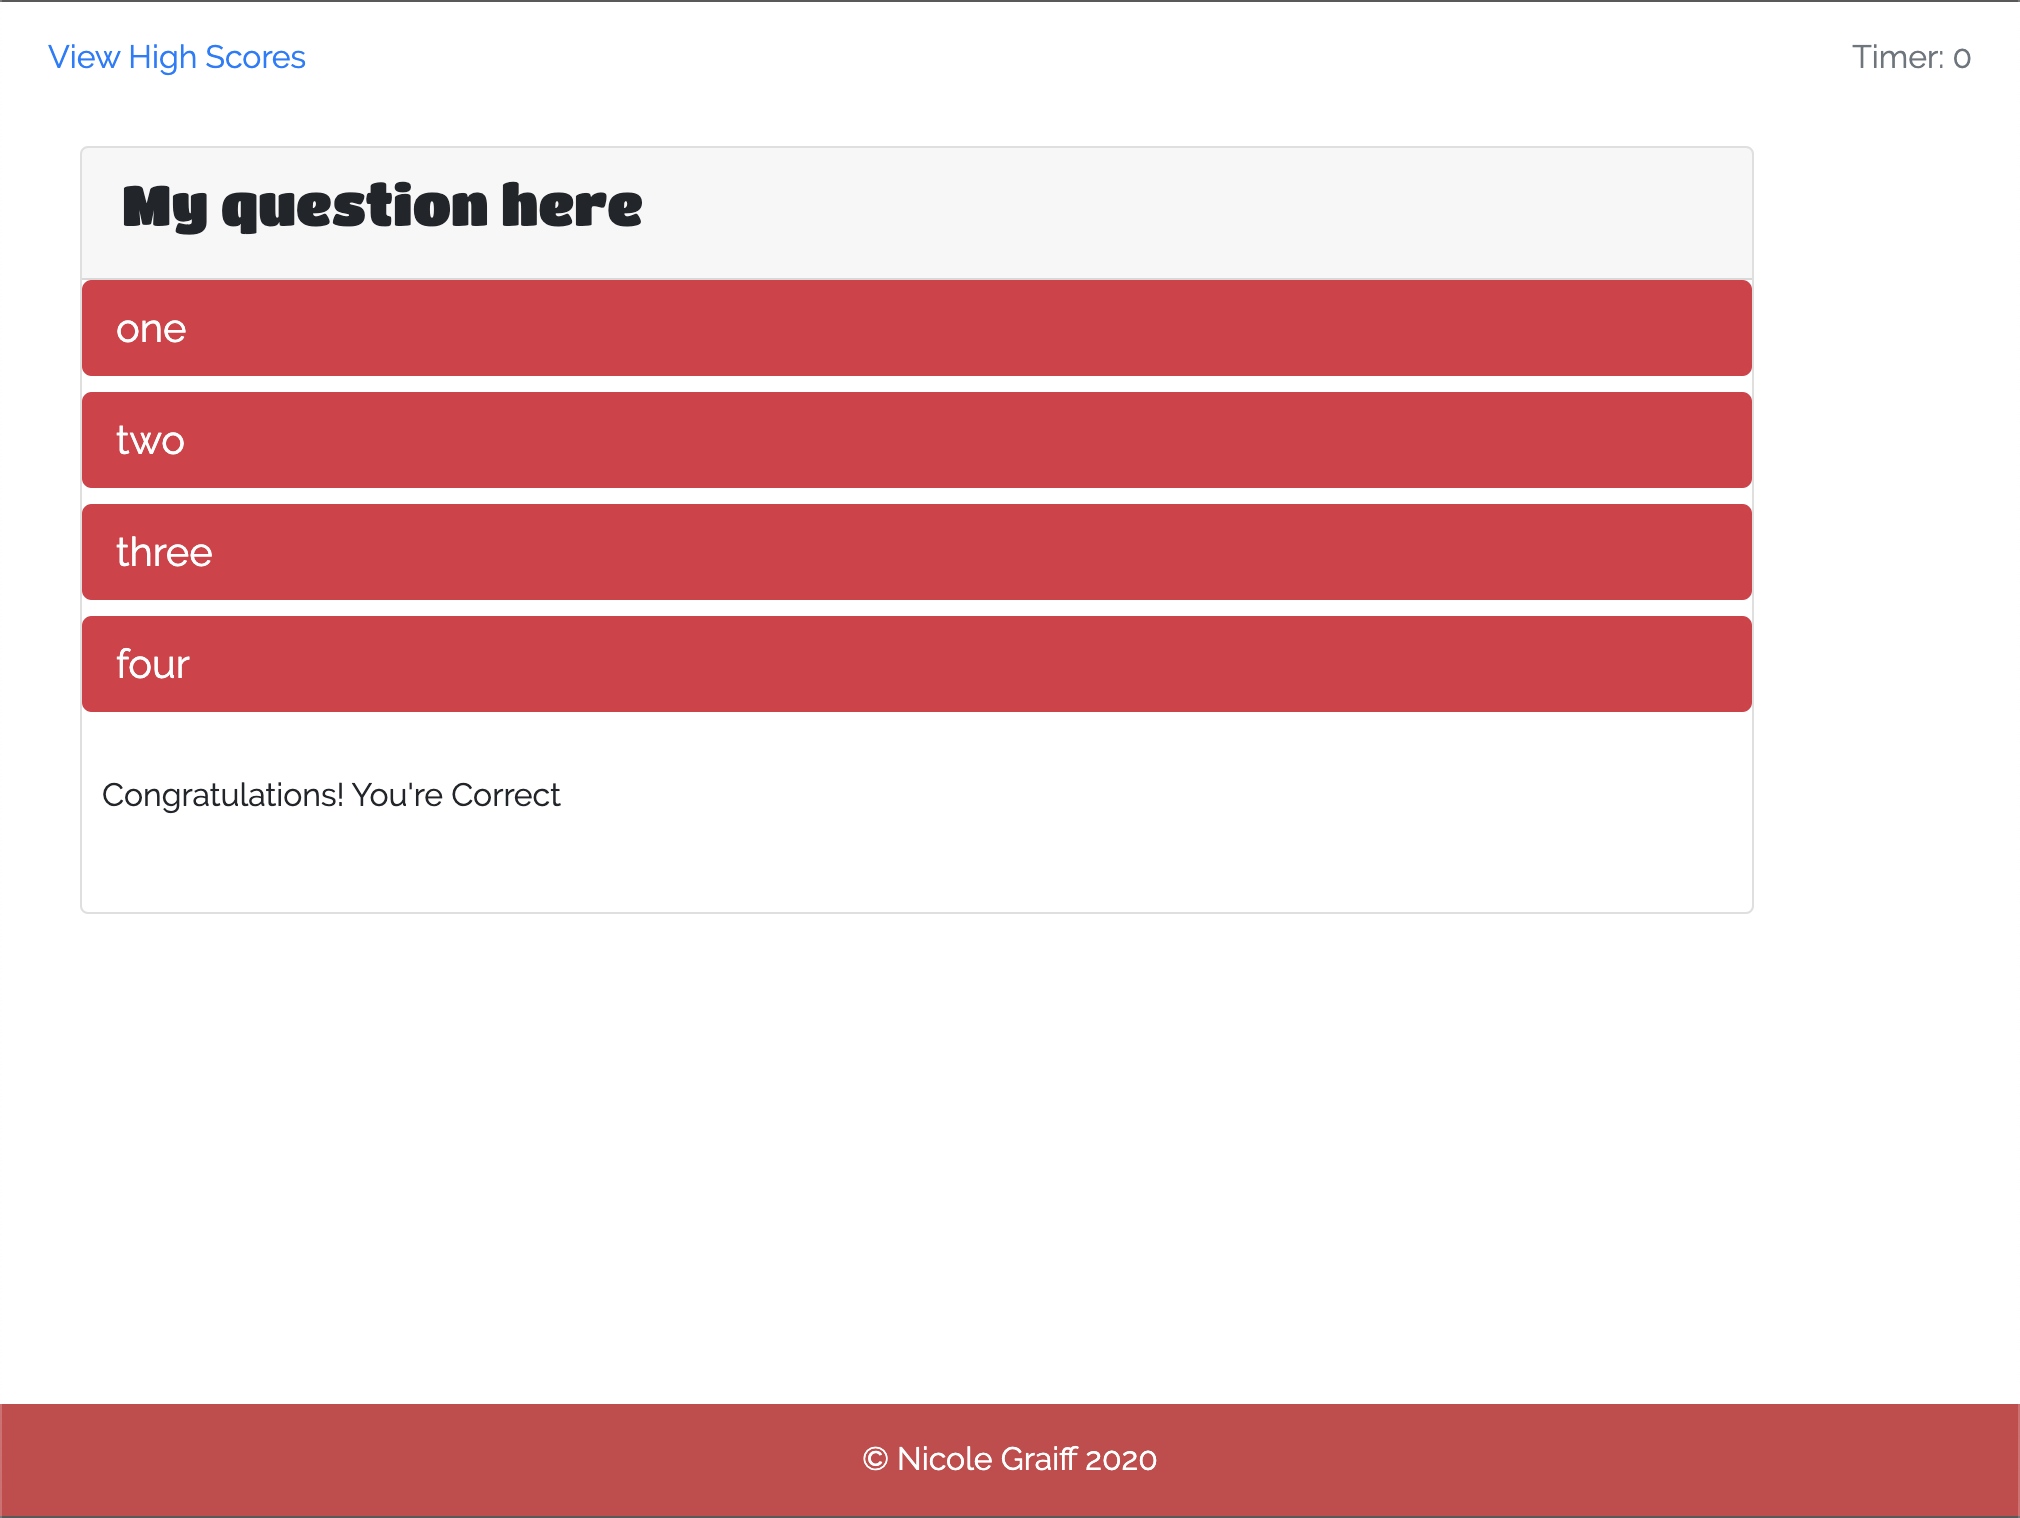 View High Scores
Timer: 0
My question here
one
two
three
four
Congratulations! You're Correct
© Nicole Graiff 2020